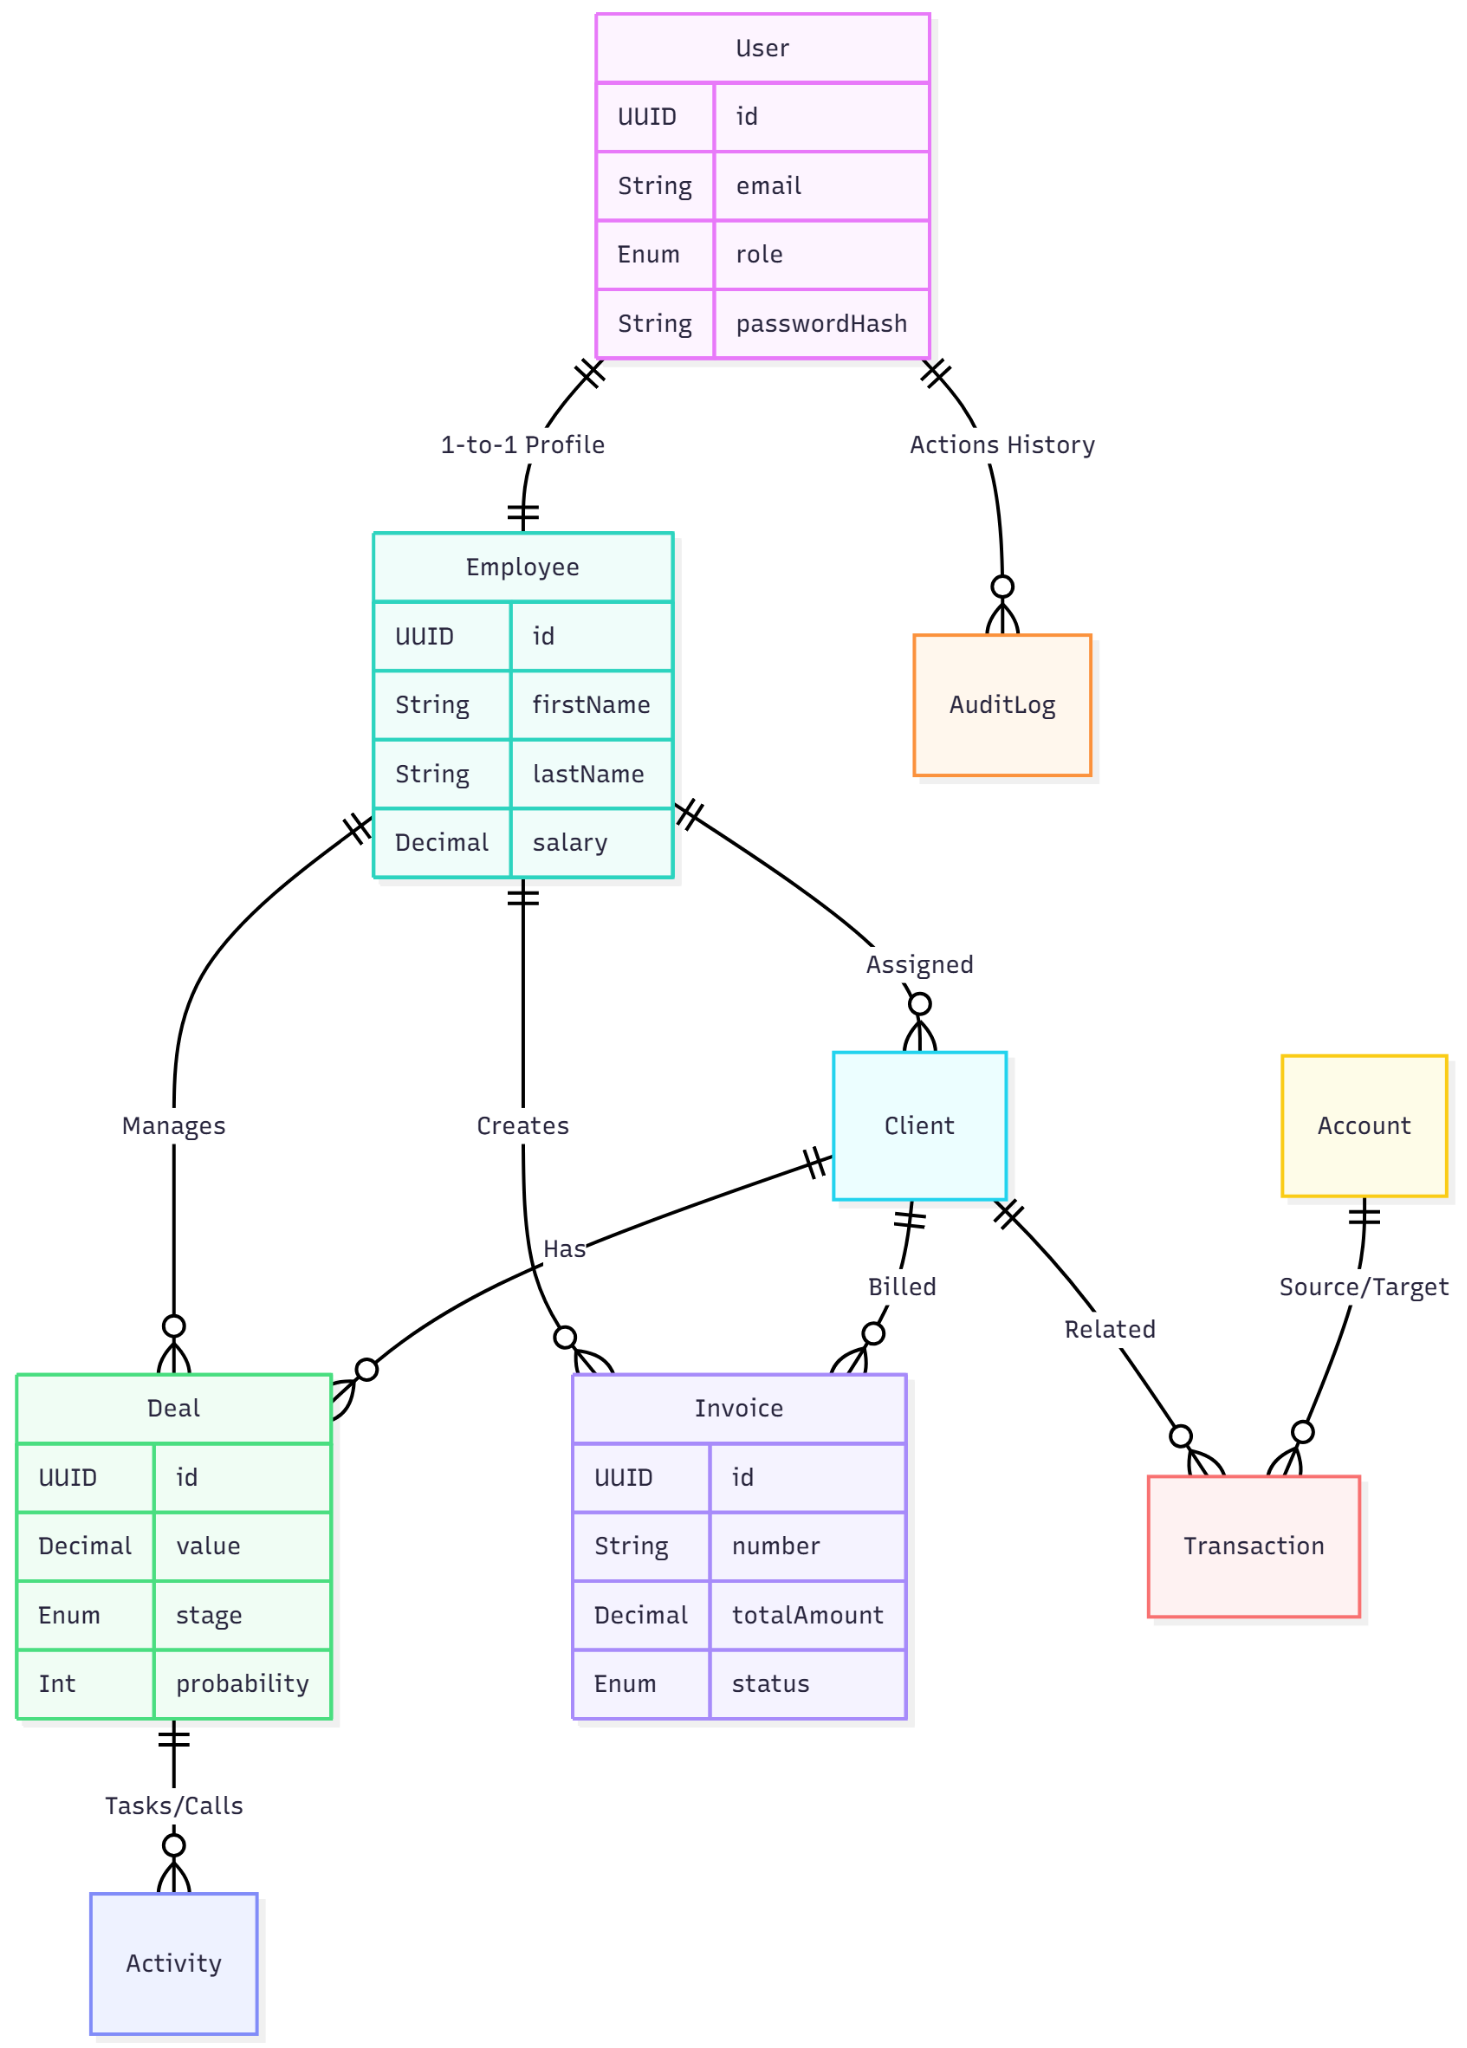 User
UUID id
String email
Enum role
String passwordHash
1-to-1 Profile
Actions History
Employee
UUID id
String firstName
String lastName
Decimal salary
AuditLog
Assigned
Manages
Creates
Client
Account
Has
Billed
Source/Target
Related
Deal
UUID id
Decimal value
Enum stage
Int probability
Invoice
UUID id
String number
Decimal totalAmount
Enum status
Transaction
Tasks/Calls
Activity